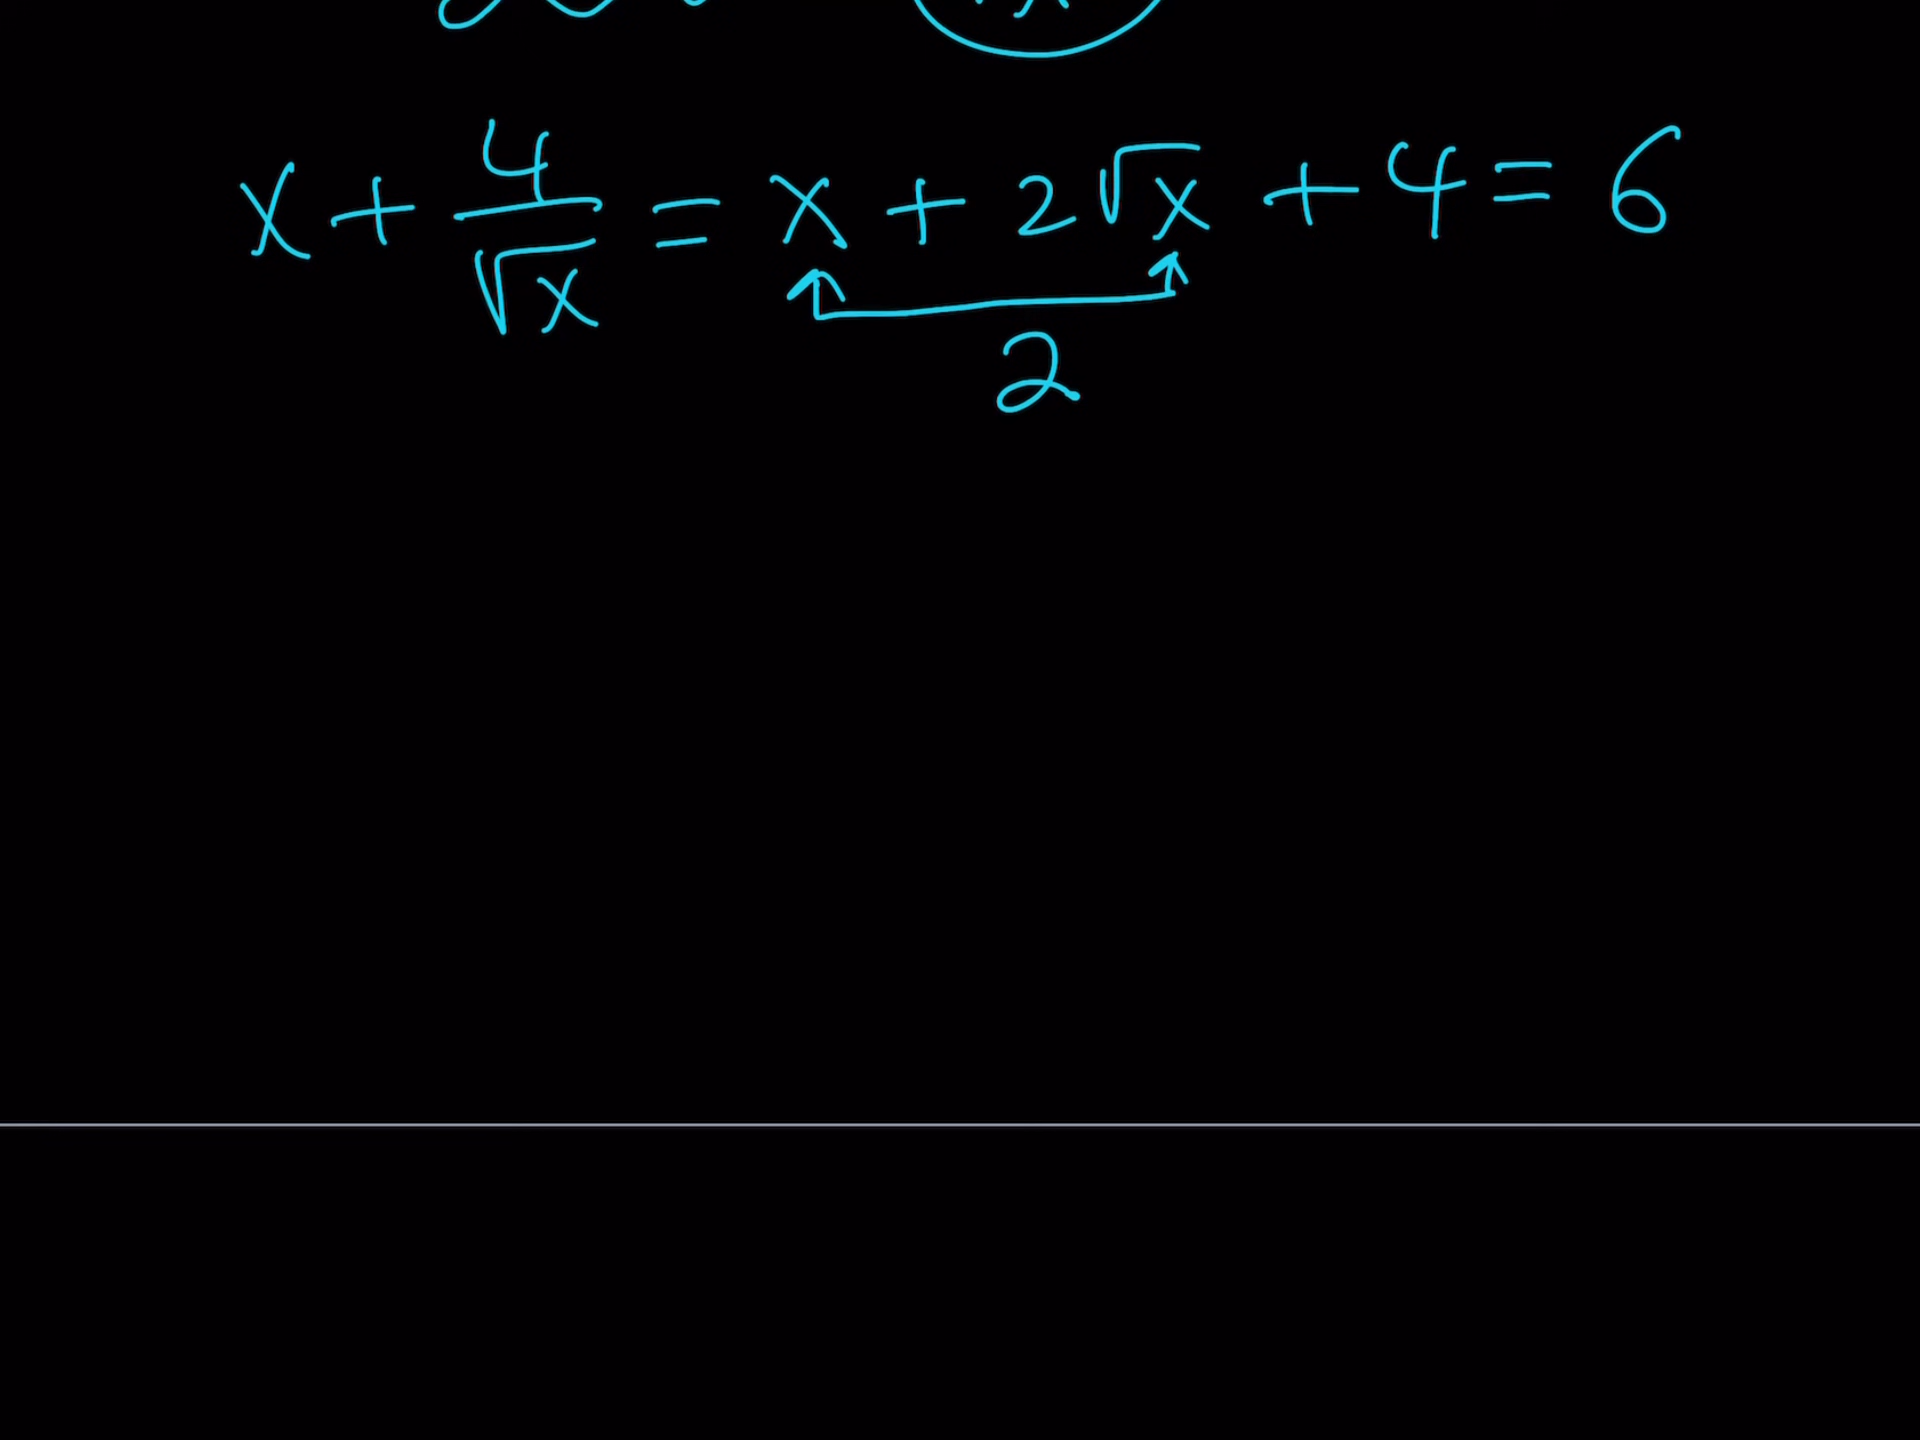 x + 4/√x = x + 2√x + 4 = 6
2